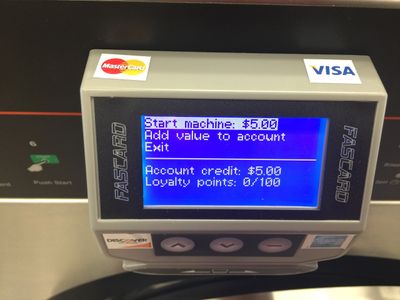 MasterCard
VISA
Start machine: $5.00
Add value to account
Exit
Account credit: $5.00
Loyalty points: 0/100
FASCARD
FASCARD
6
Push Start
DISCOVER